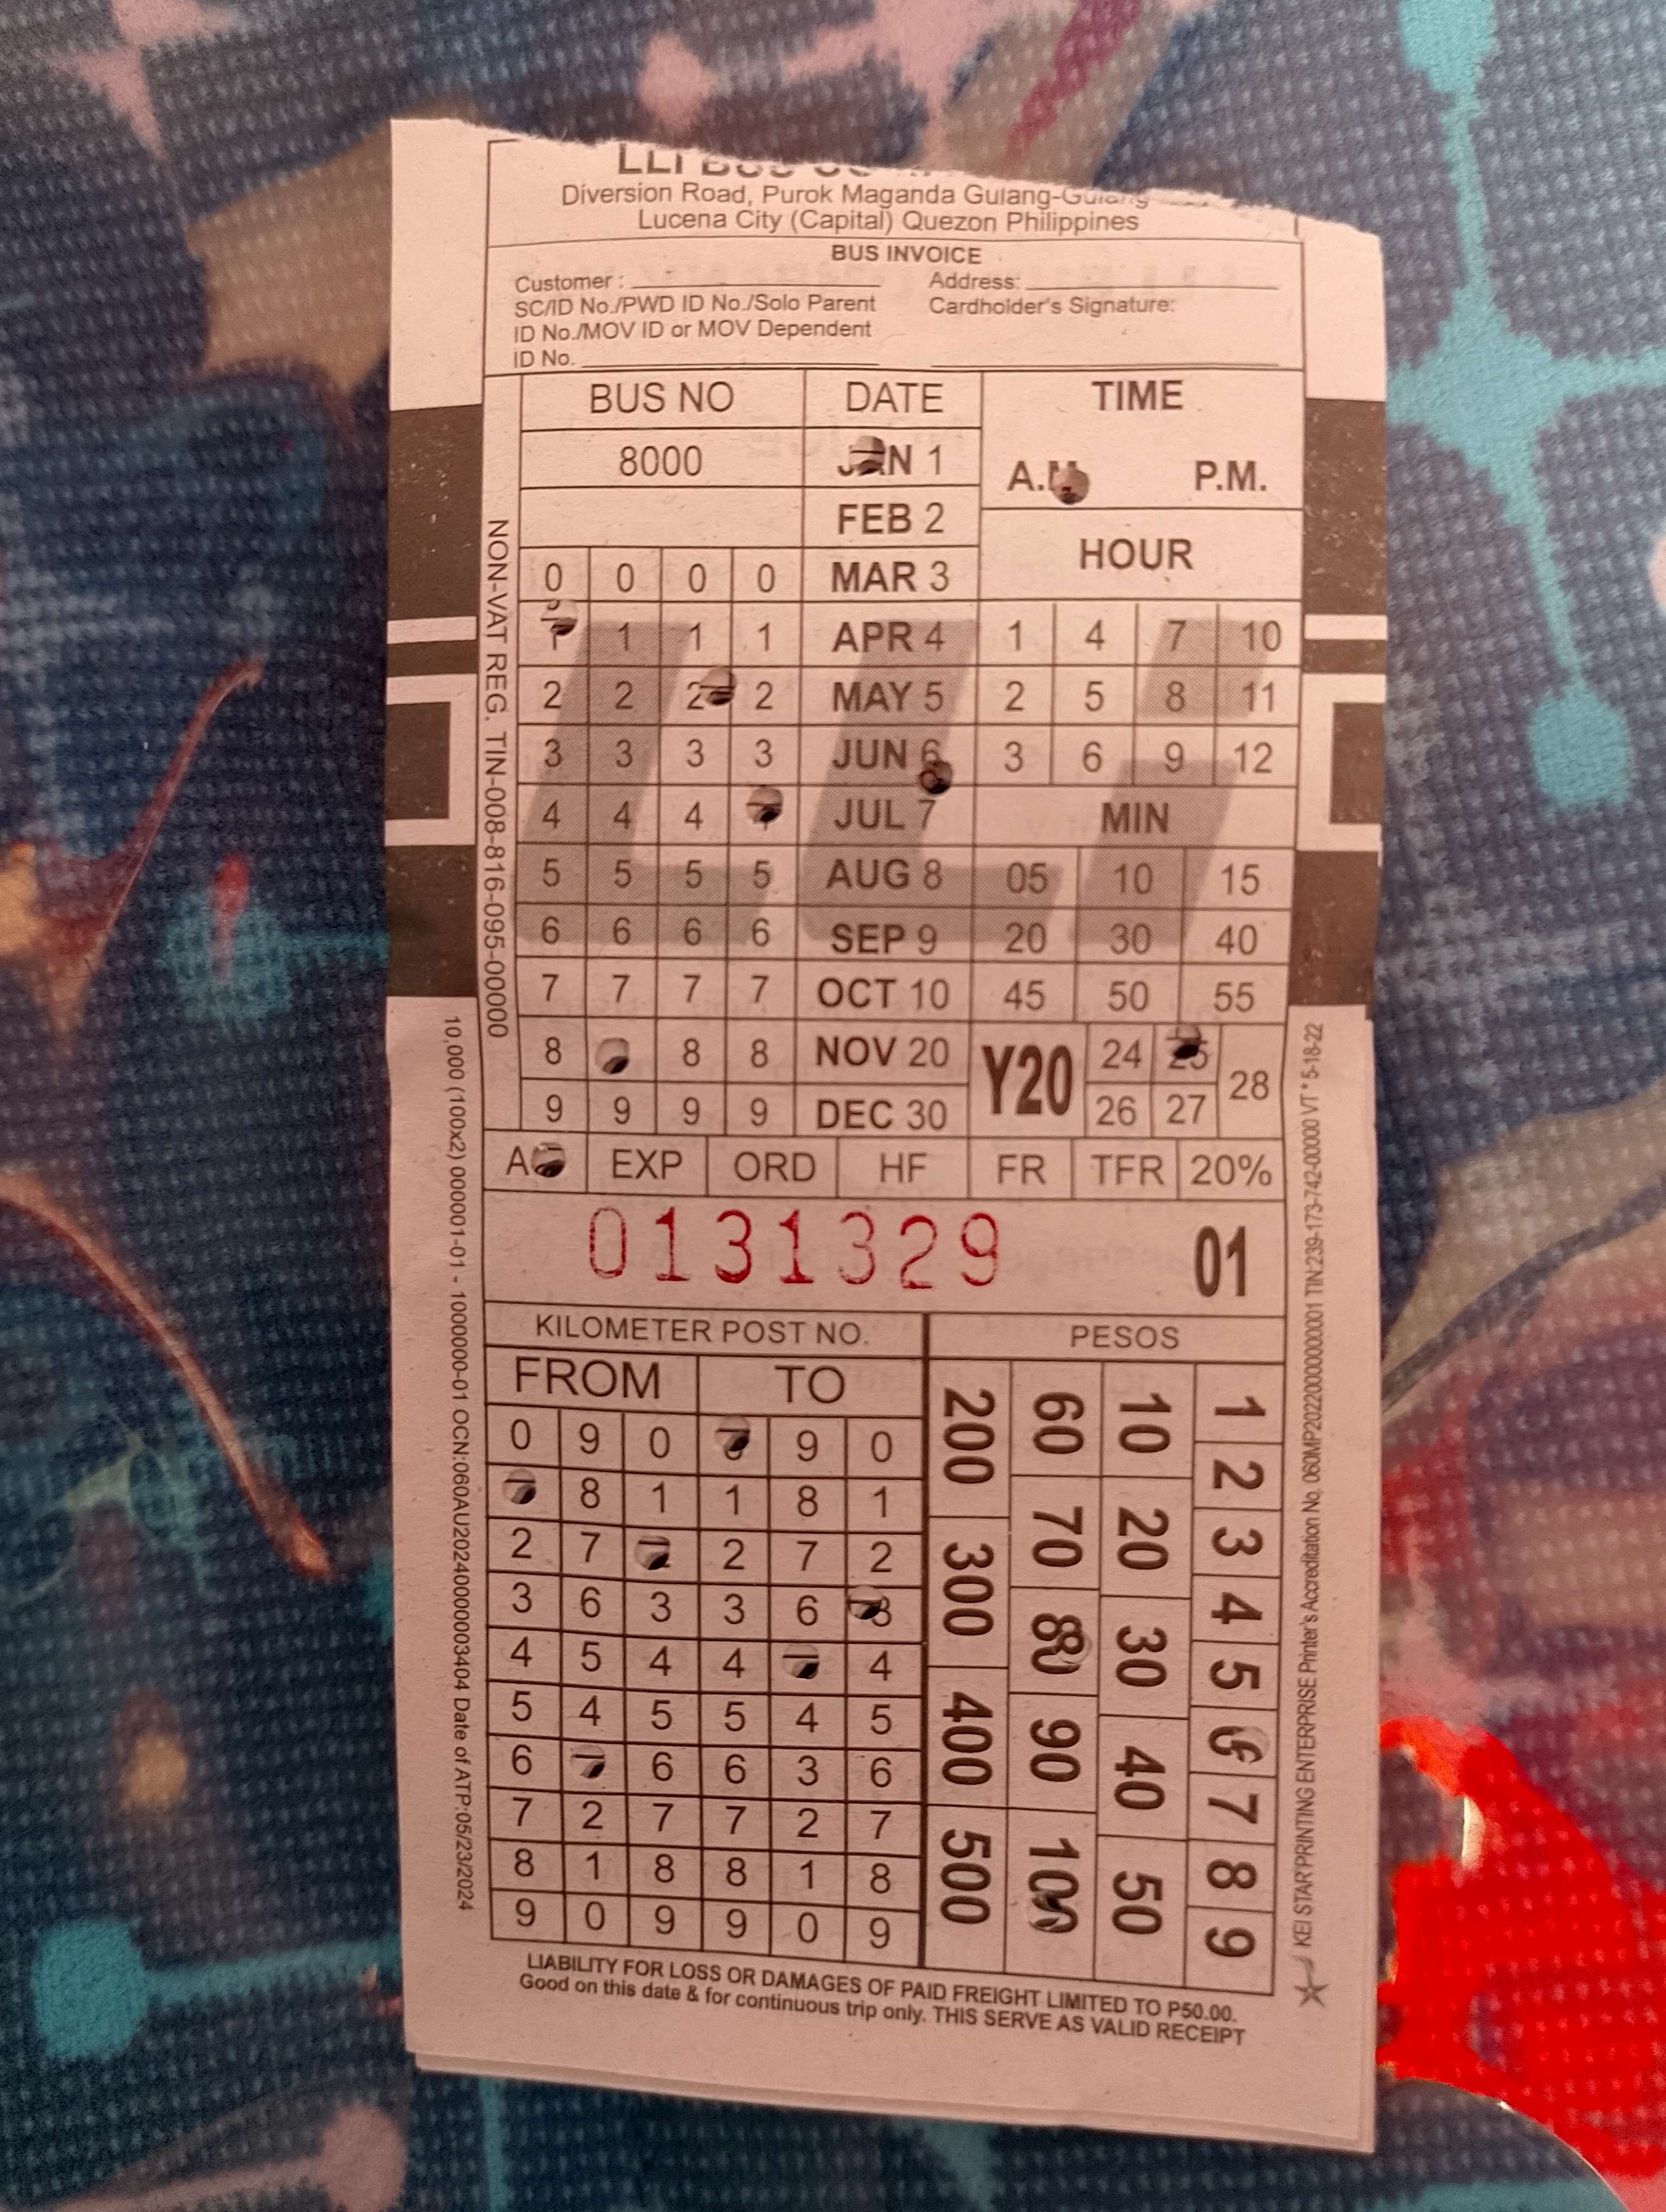 LLI BUS
Diversion Road, Purok Maganda Gulang-Gulang
Lucena City (Capital) Quezon Philippines
BUS INVOICE
Customer : Address:
SC/ID No./PWD ID No./Solo Parent Cardholder's Signature:
ID No./MOV ID or MOV Dependent
ID No.
BUS NO DATE TIME
8000 JAN 1 A.M. P.M.
FEB 2
HOUR
0 0 0 0 MAR 3
1 1 1 1 APR 4 1 4 7 10
2 2 2 2 MAY 5 2 5 8 11
3 3 3 3 JUN 6 3 6 9 12
4 4 4 JUL 7 MIN
5 5 5 5 AUG 8 05 10 15
6 6 6 6 SEP 9 20 30 40
7 7 7 7 OCT 10 45 50 55
8 8 8 NOV 20 Y20 24 25 28
9 9 9 9 DEC 30 26 27
A EXP ORD HF FR TFR 20%
0131329 01
KILOMETER POST NO. PESOS
FROM TO
0 9 0 9 0
8 1 1 8 1
2 7 2 7 2
3 6 3 3 6 3
4 5 4 4 4
5 4 5 5 4 5
6 6 6 3 6
7 2 7 7 2 7
8 1 8 8 1 8
9 0 9 9 0 9
200 300 400 500
60 70 80 90 100
10 20 30 40 50
1 2 3 4 5 6 7 8 9
LIABILITY FOR LOSS OR DAMAGES OF PAID FREIGHT LIMITED TO P50.00.
Good on this date & for continuous trip only. THIS SERVE AS VALID RECEIPT
NON-VAT REG. TIN-008-816-095-00000
10,000 (100x2) 000001-01 - 1000000-01 OCN:060AU20240000003404 Date of ATP:05/23/2024
KEI STAR PRINTING ENTERPRISE Printer's Accreditation No. 060MP20220000000001 TIN 239-173-742-00000 VT * 5-18-22
LLI